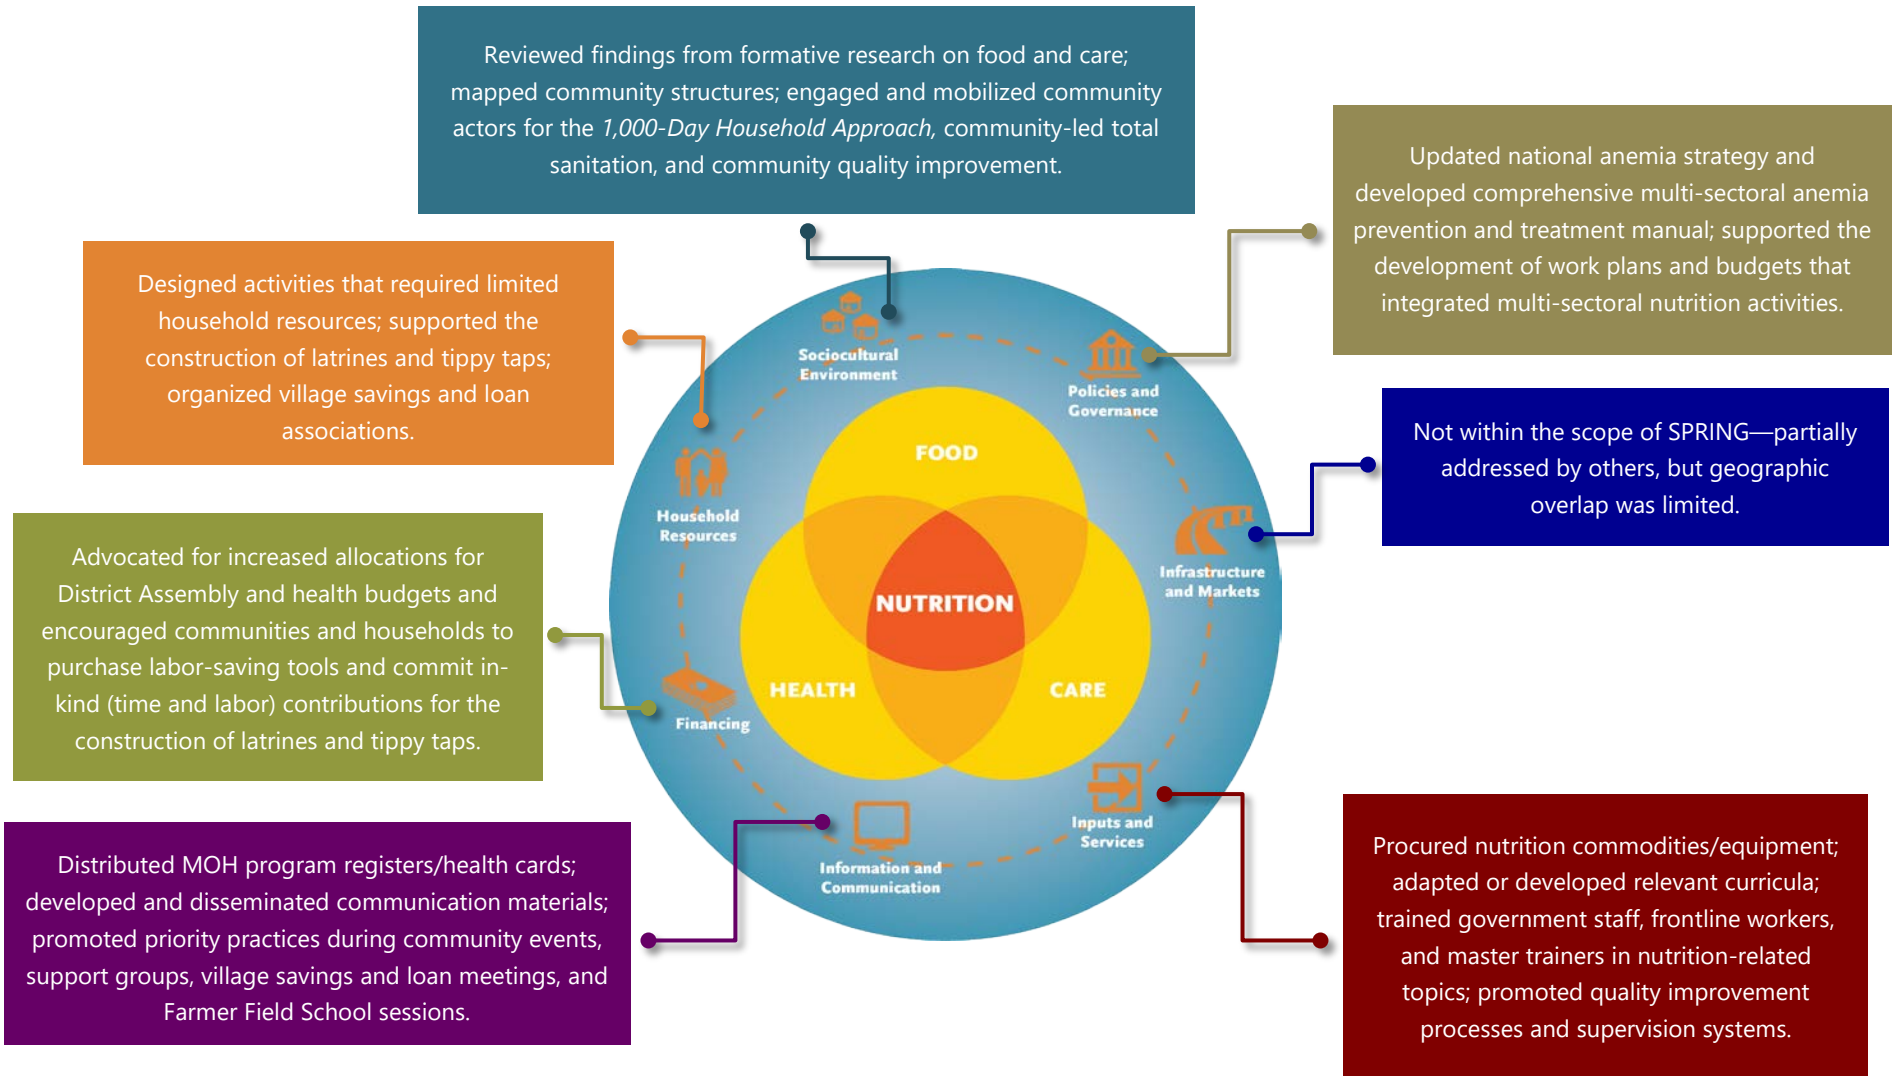 Reviewed findings from formative research on food and care;
mapped community structures; engaged and mobilized community
actors for the 1,000-Day Household Approach, community-led total
sanitation, and community quality improvement.
Updated national anemia strategy and
developed comprehensive multi-sectoral anemia
prevention and treatment manual; supported the
development of work plans and budgets that
integrated multi-sectoral nutrition activities.
Designed activities that required limited
household resources; supported the
construction of latrines and tippy taps;
organized village savings and loan
associations.
Not within the scope of SPRING—partially
addressed by others, but geographic
overlap was limited.
Advocated for increased allocations for
District Assembly and health budgets and
encouraged communities and households to
purchase labor-saving tools and commit in-
kind (time and labor) contributions for the
construction of latrines and tippy taps.
Distributed MOH program registers/health cards;
developed and disseminated communication materials;
promoted priority practices during community events,
support groups, village savings and loan meetings, and
Farmer Field School sessions.
Procured nutrition commodities/equipment;
adapted or developed relevant curricula;
trained government staff, frontline workers,
and master trainers in nutrition-related
topics; promoted quality improvement
processes and supervision systems.
Sociocultural
Environment
Policies and
Governance
Household
Resources
Infrastructure
and Markets
Financing
Inputs and
Services
Information and
Communication
FOOD
NUTRITION
HEALTH
CARE